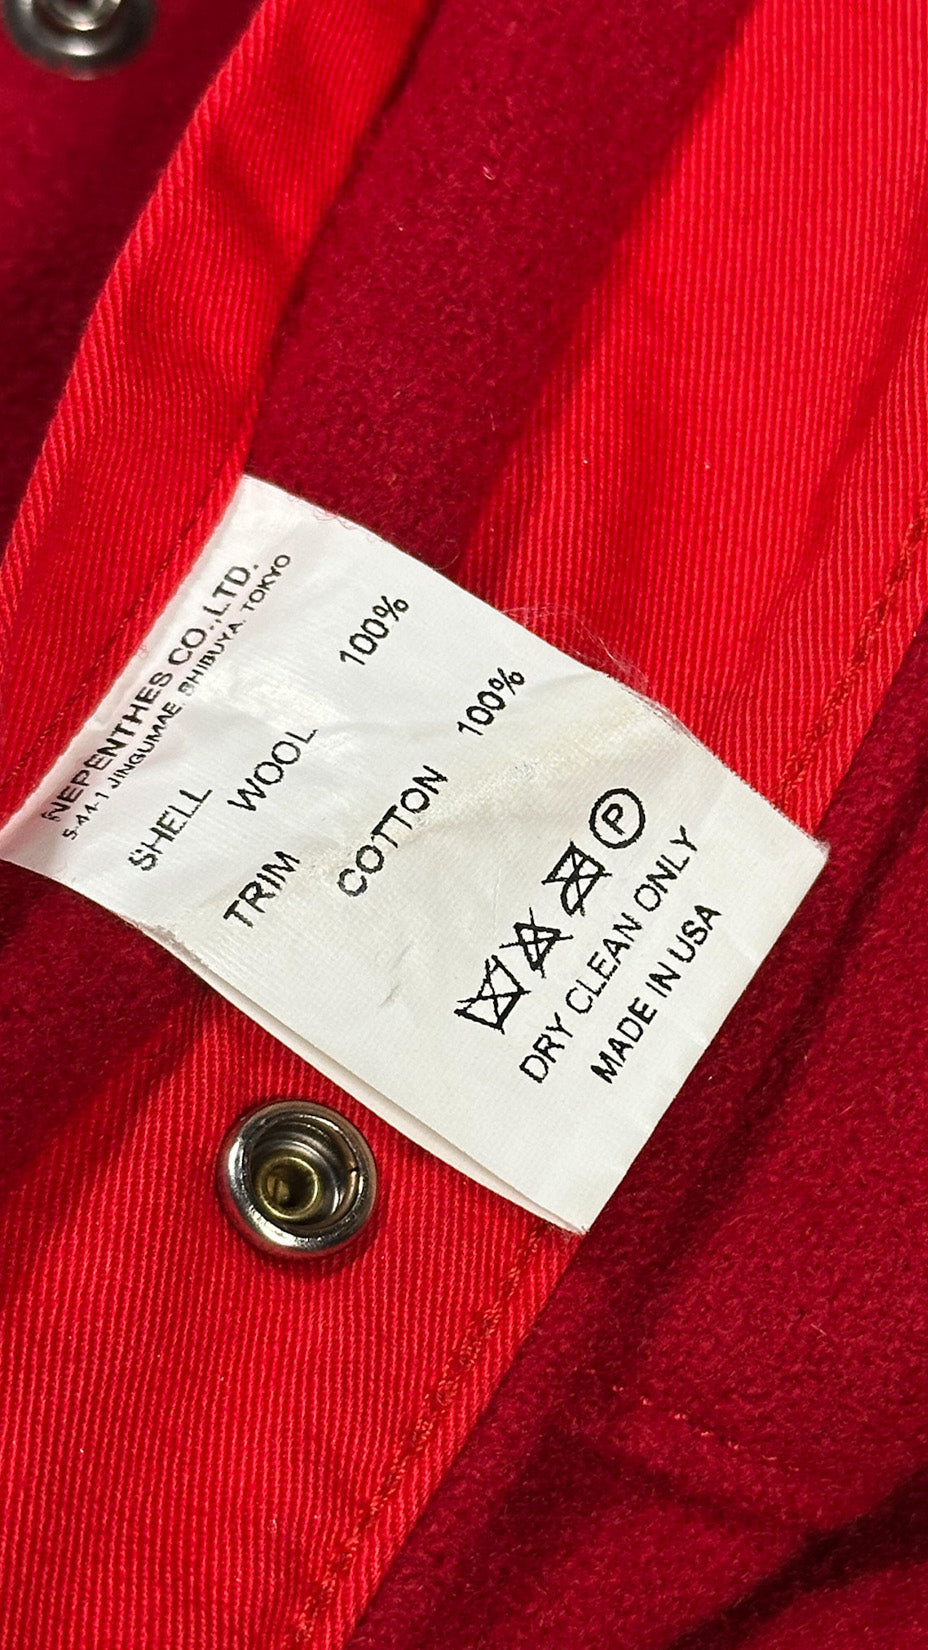 NEPENTHES CO.,LTD.
5-44-1 JINGUMAE. SHIBUYA. TOKYO
SHELL
WOOL 100%
TRIM
COTTON 100%
P
DRY CLEAN ONLY
MADE IN USA